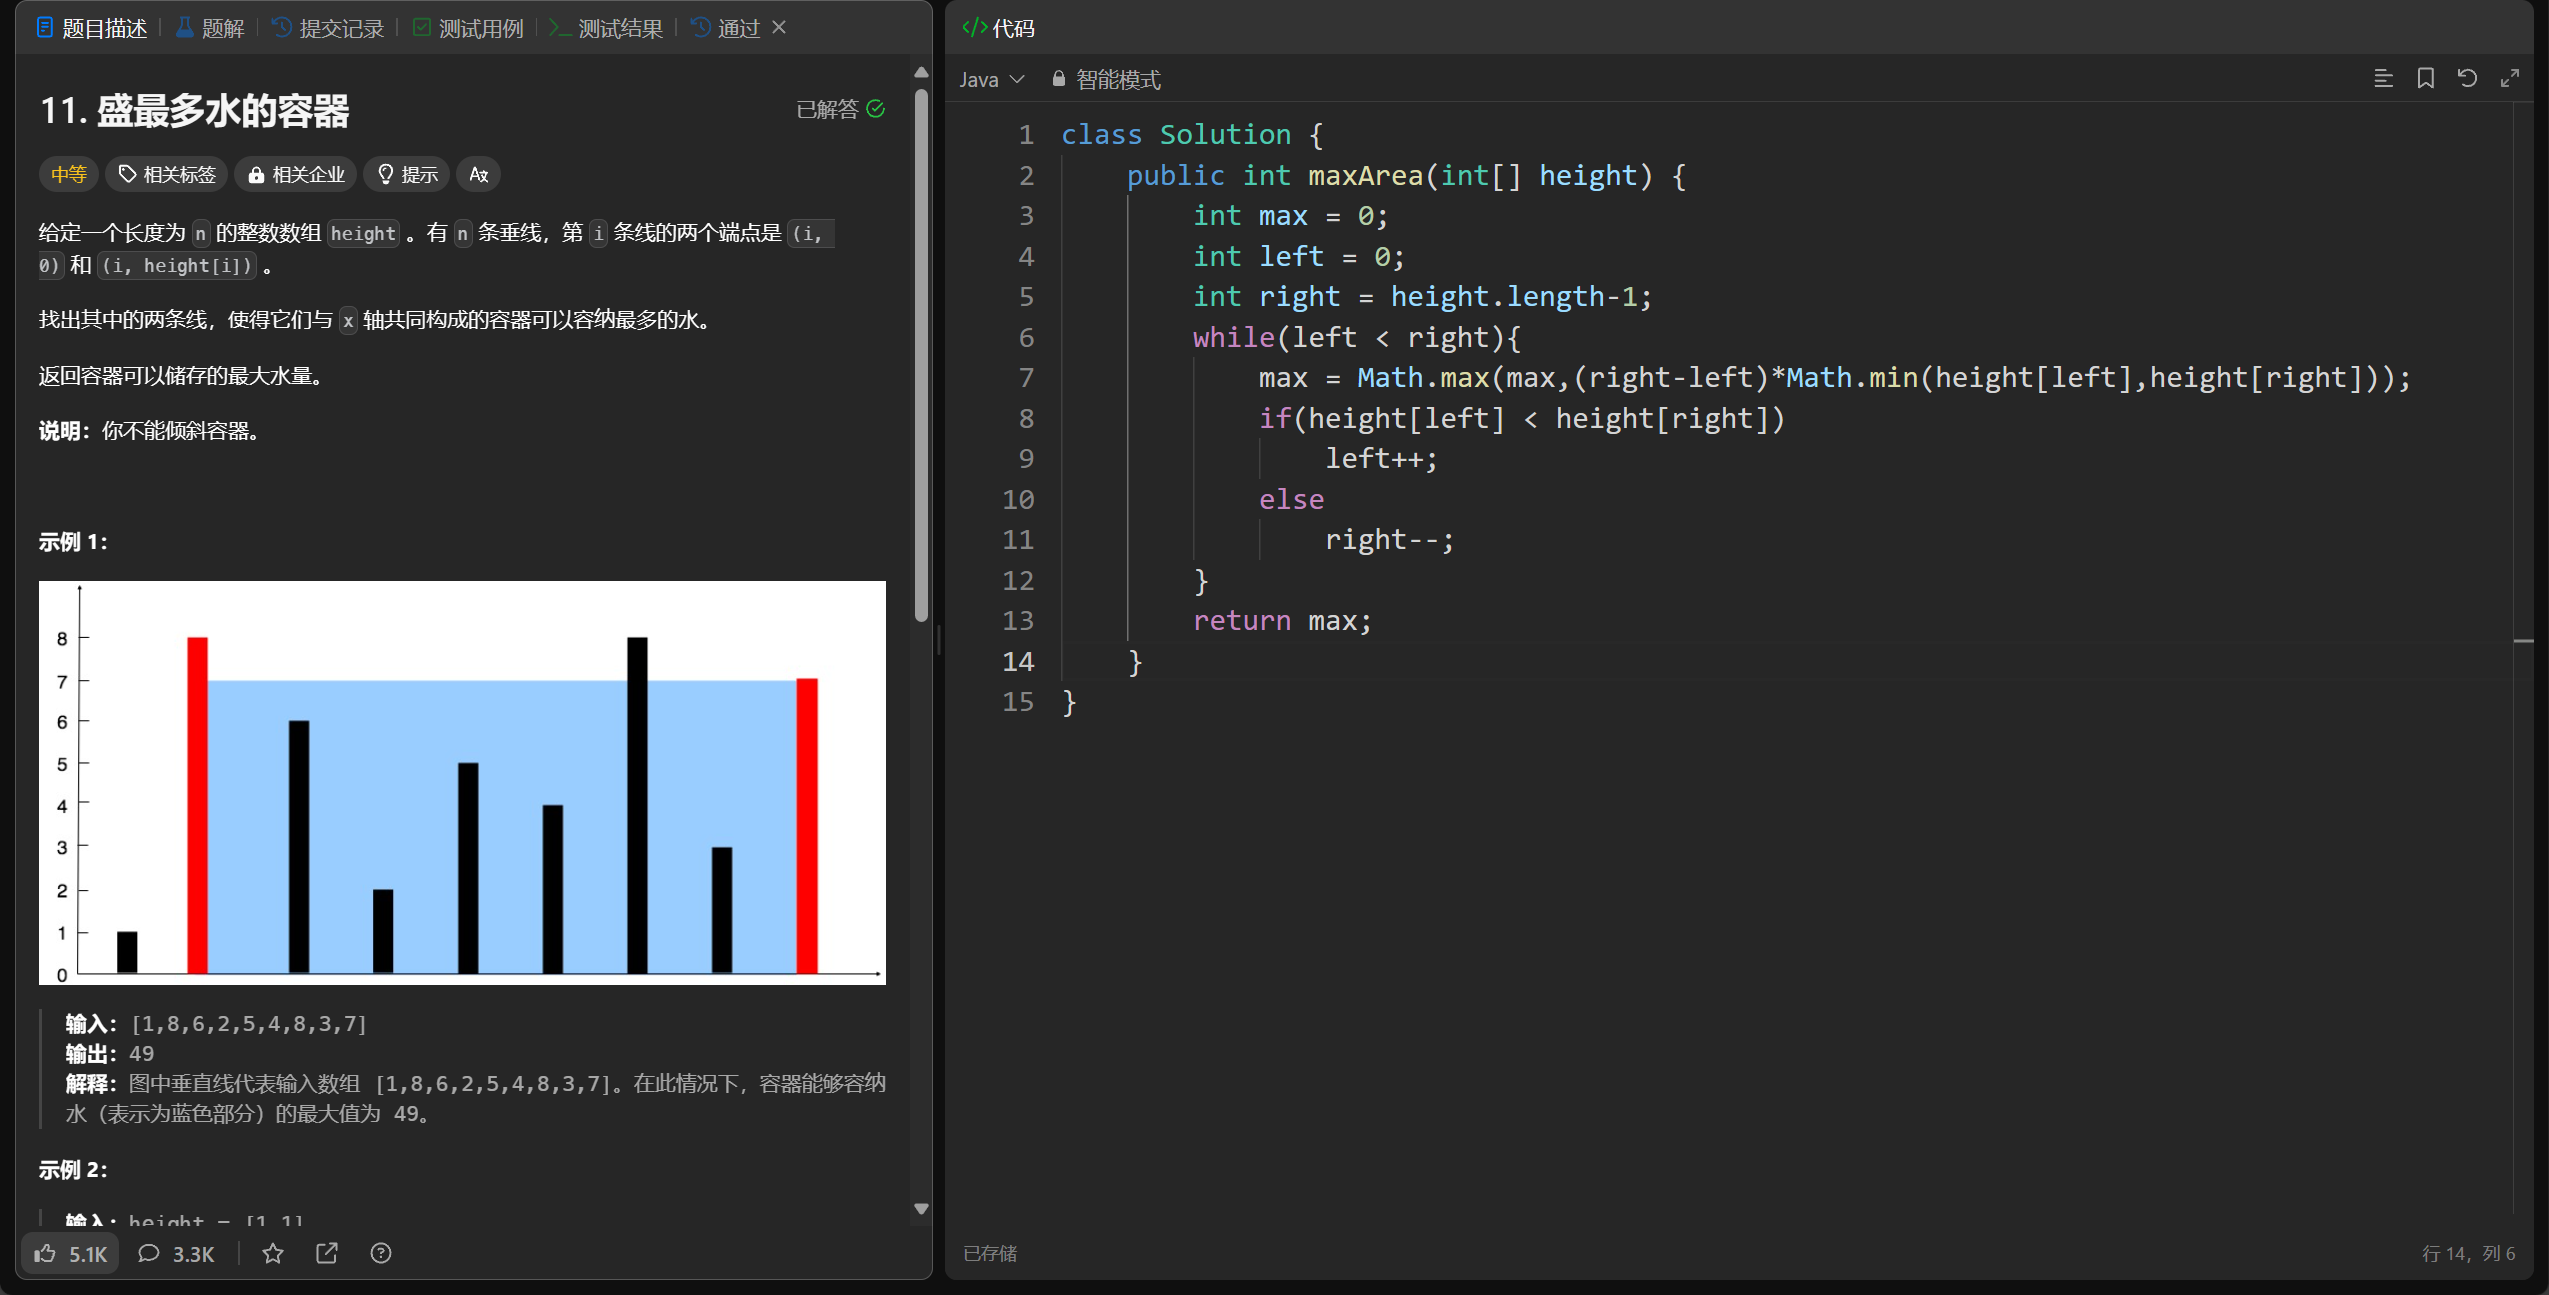 题目描述 | 题解 | 提交记录 | 测试用例 | 测试结果 | 通过
11. 盛最多水的容器
已解答
中等 相关标签 相关企业 提示
给定一个长度为 n 的整数数组 height 。有 n 条垂线，第 i 条线的两个端点是 (i,
0) 和 (i, height[i]) 。
找出其中的两条线，使得它们与 x 轴共同构成的容器可以容纳最多的水。
返回容器可以储存的最大水量。
说明：你不能倾斜容器。
示例 1：
8
7
6
5
4
3
2
1
0
输入：[1,8,6,2,5,4,8,3,7]
输出：49
解释：图中垂直线代表输入数组 [1,8,6,2,5,4,8,3,7]。在此情况下，容器能够容纳
水（表示为蓝色部分）的最大值为 49。
示例 2：
输入：height = [1,1]
5.1K 3.3K
</> 代码
Java 智能模式
1 class Solution {
2     public int maxArea(int[] height) {
3         int max = 0;
4         int left = 0;
5         int right = height.length-1;
6         while(left < right){
7             max = Math.max(max,(right-left)*Math.min(height[left],height[right]));
8             if(height[left] < height[right])
9                 left++;
10             else
11                 right--;
12         }
13         return max;
14     }
15 }
已存储
行 14，列 6